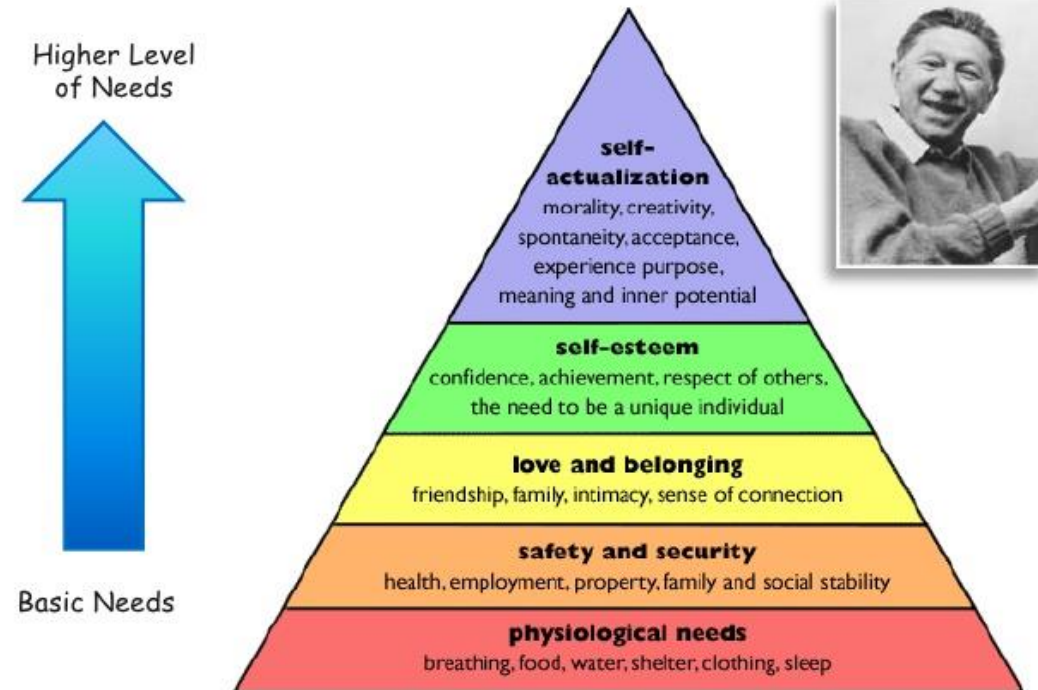 Higher Level
of Needs
self-
actualization
morality, creativity,
spontaneity, acceptance,
experience purpose,
meaning and inner potential
self-esteem
confidence, achievement, respect of others,
the need to be a unique individual
love and belonging
friendship, family, intimacy, sense of connection
safety and security
health, employment, property, family and social stability
Basic Needs
physiological needs
breathing, food, water, shelter, clothing, sleep